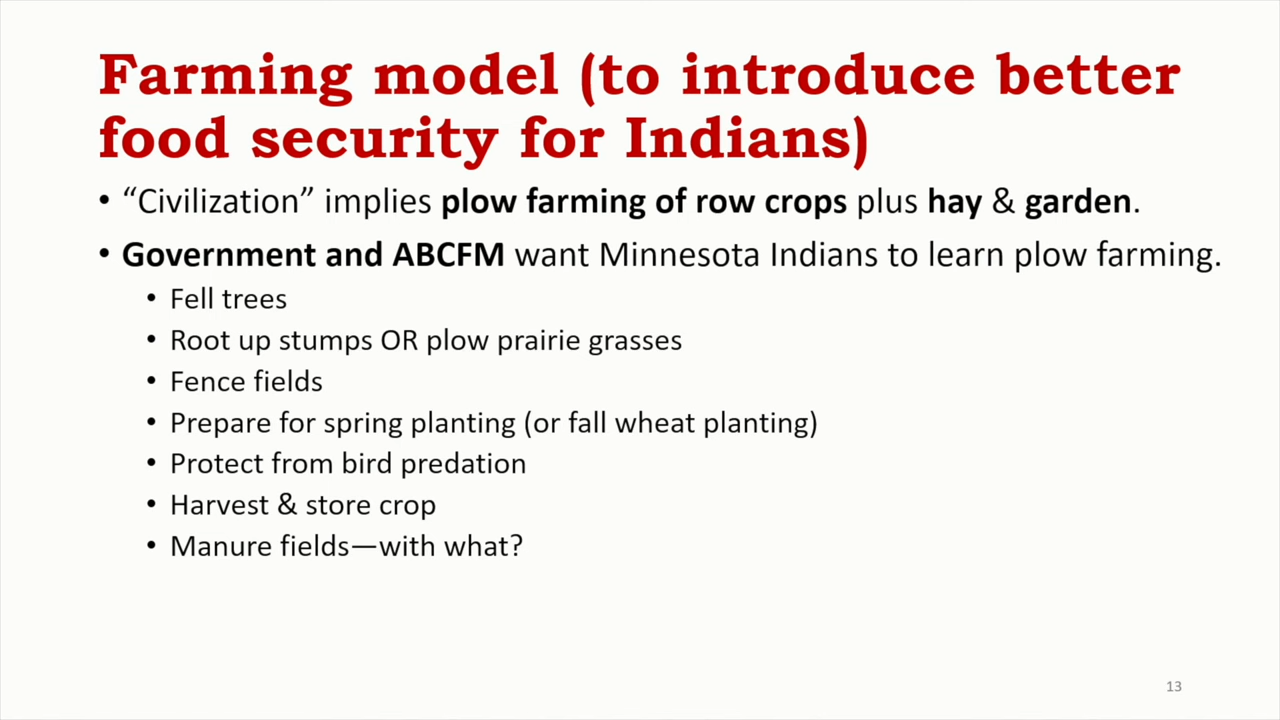 Farming model (to introduce better
food security for Indians)
• “Civilization” implies plow farming of row crops plus hay & garden.
• Government and ABCFM want Minnesota Indians to learn plow farming.
• Fell trees
• Root up stumps OR plow prairie grasses
• Fence fields
• Prepare for spring planting (or fall wheat planting)
• Protect from bird predation
• Harvest & store crop
• Manure fields—with what?
13